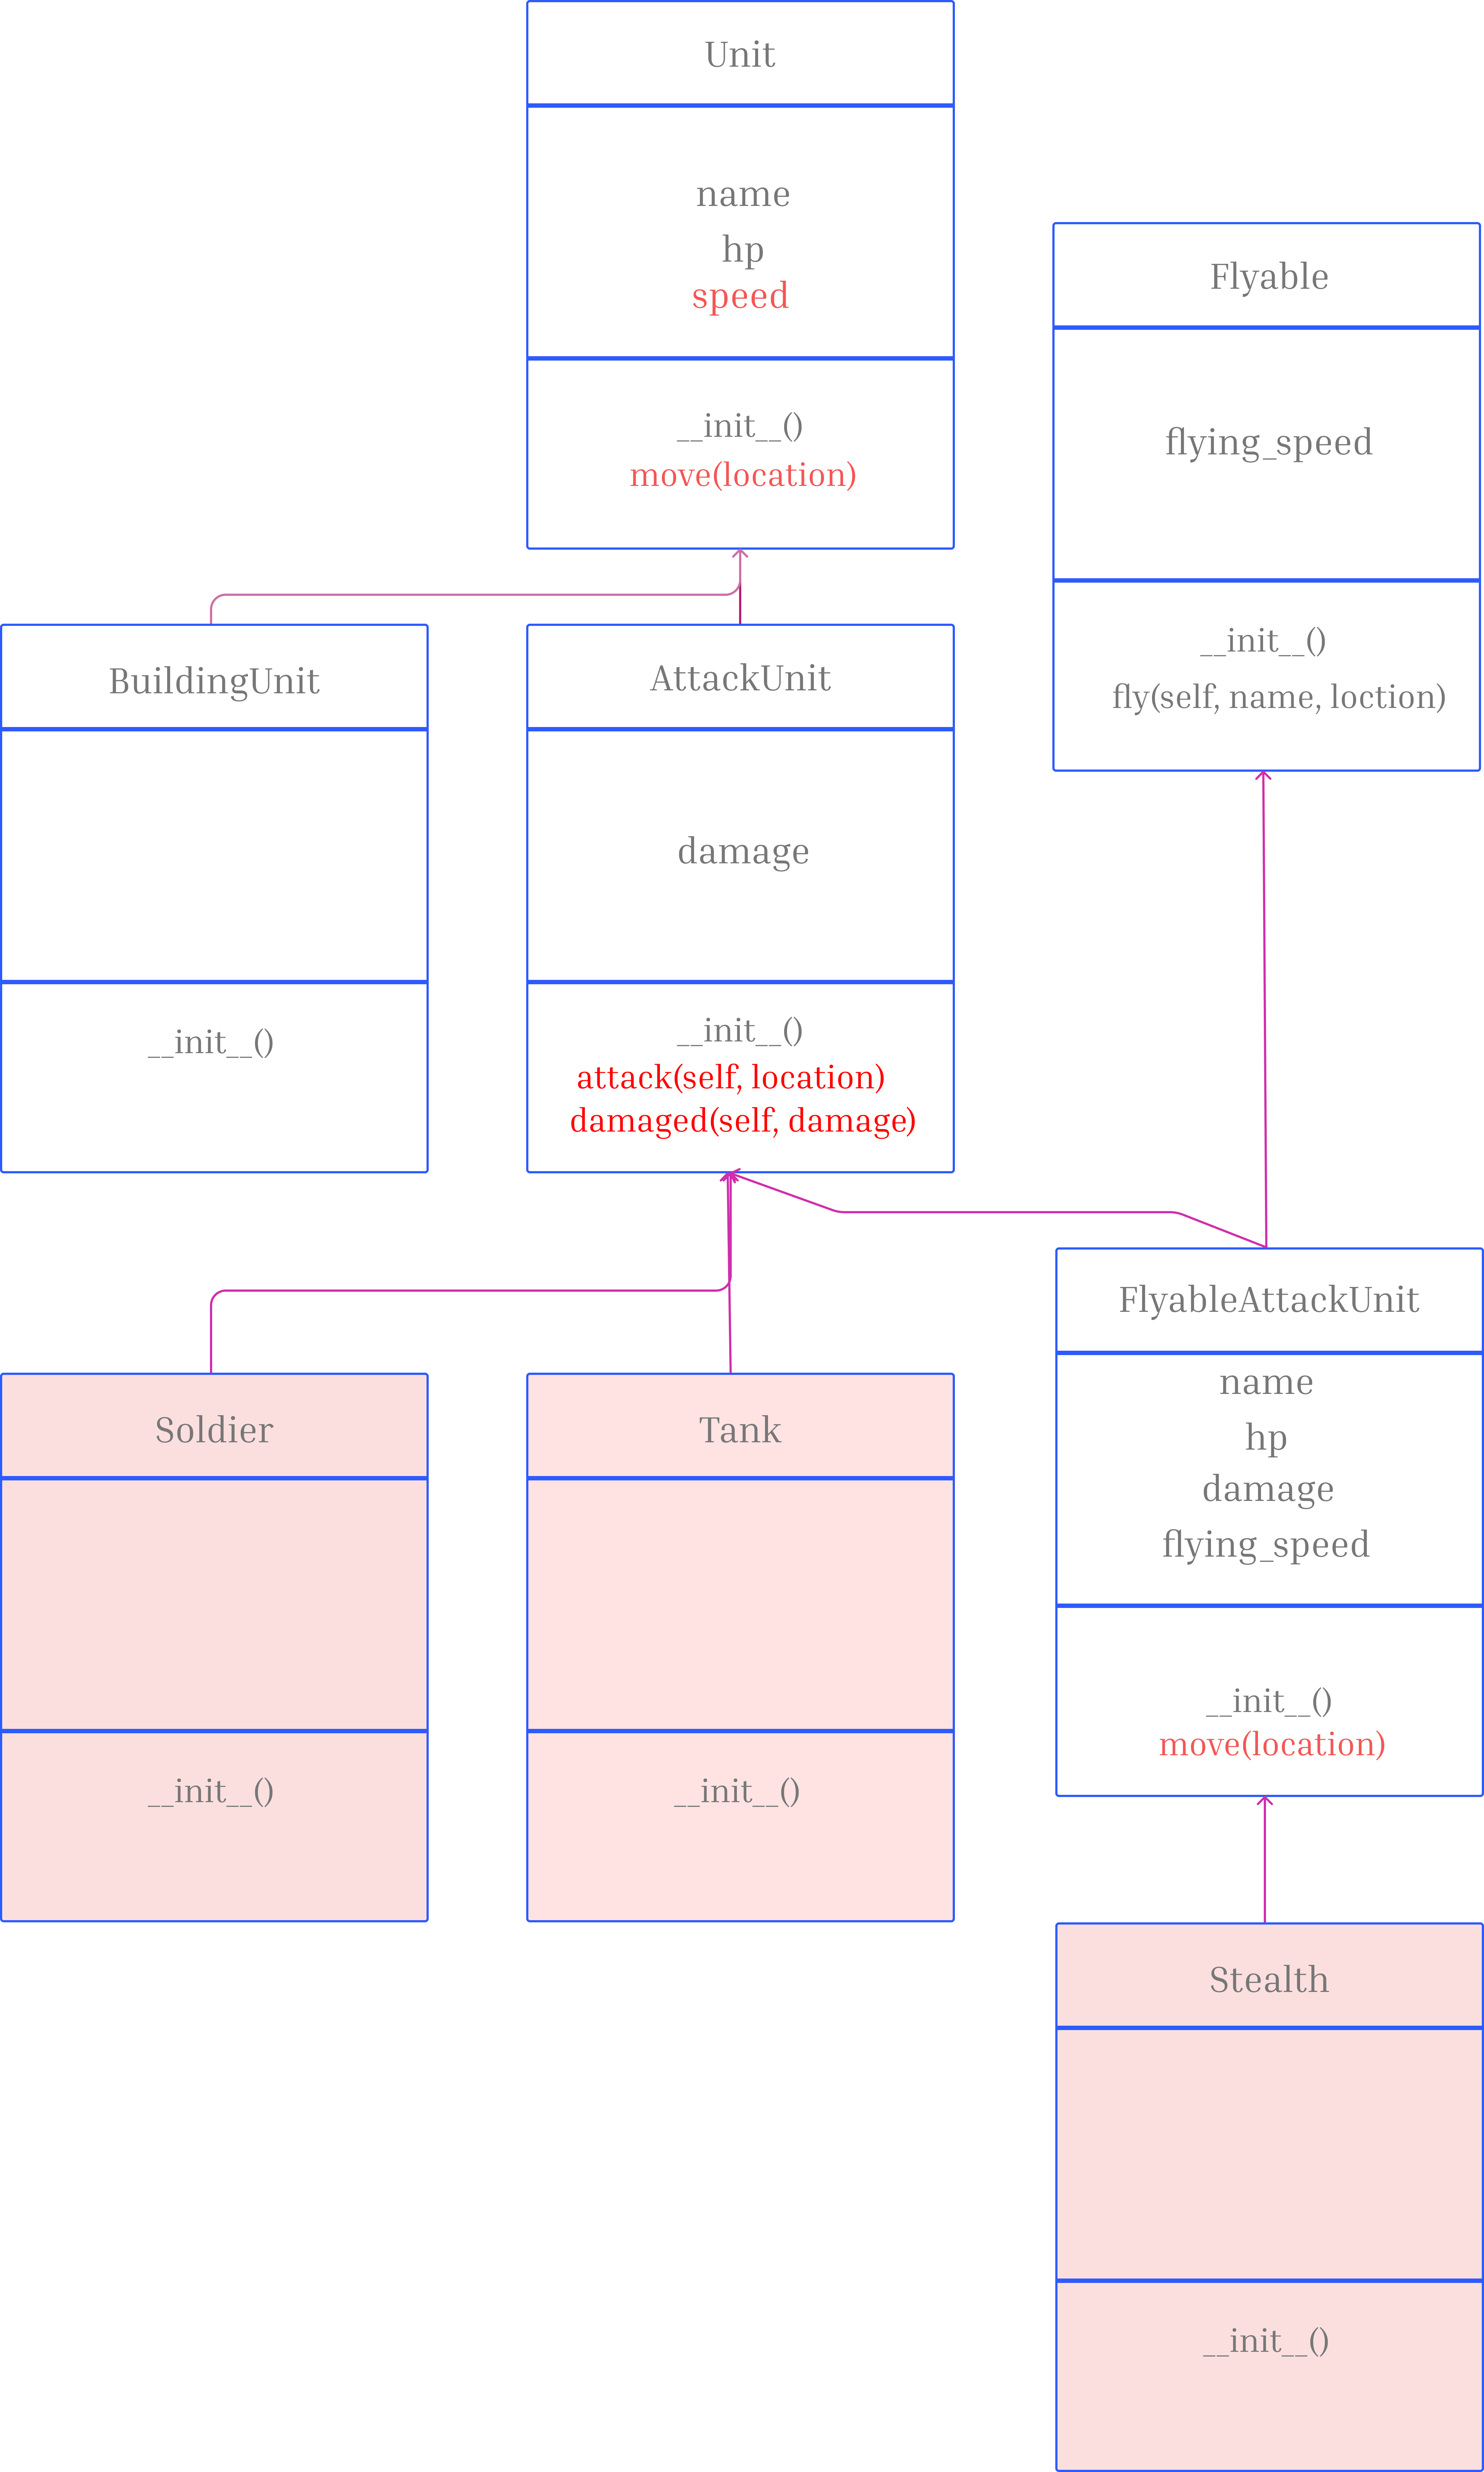 Unit
name
hp
speed
__init__()
move(location)
Flyable
flying_speed
__init__()
fly(self, name, loction)
BuildingUnit
__init__()
AttackUnit
damage
__init__()
attack(self, location)
damaged(self, damage)
FlyableAttackUnit
name
hp
damage
flying_speed
__init__()
move(location)
Soldier
__init__()
Tank
__init__()
Stealth
__init__()